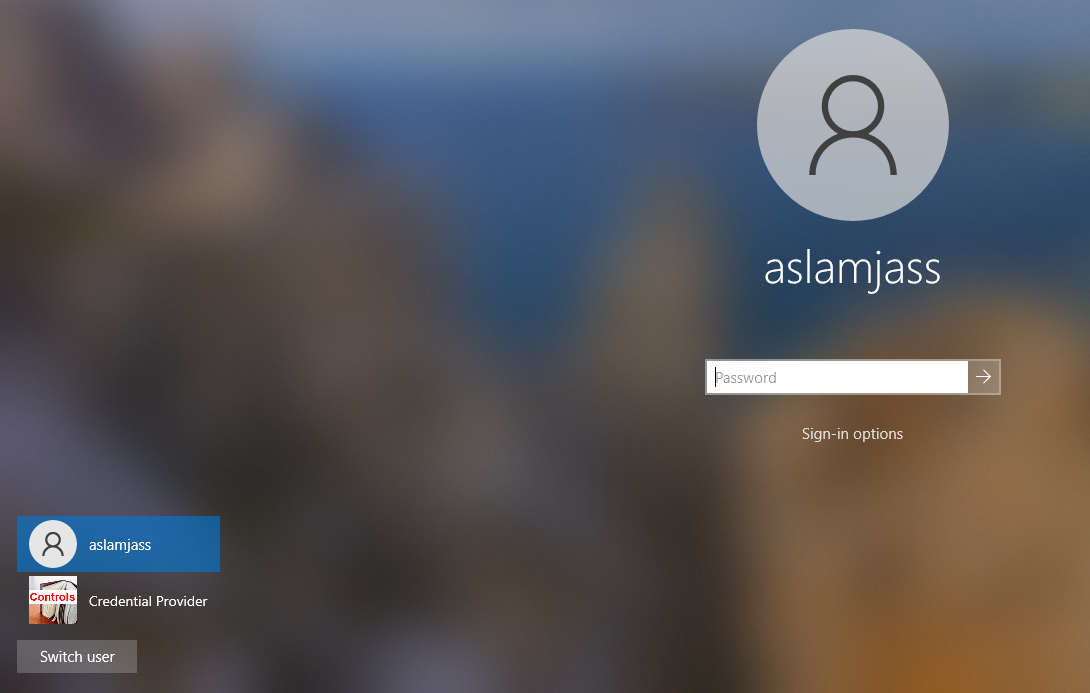 aslamjass
Password
Sign-in options
aslamjass
Controls
Credential Provider
Switch user